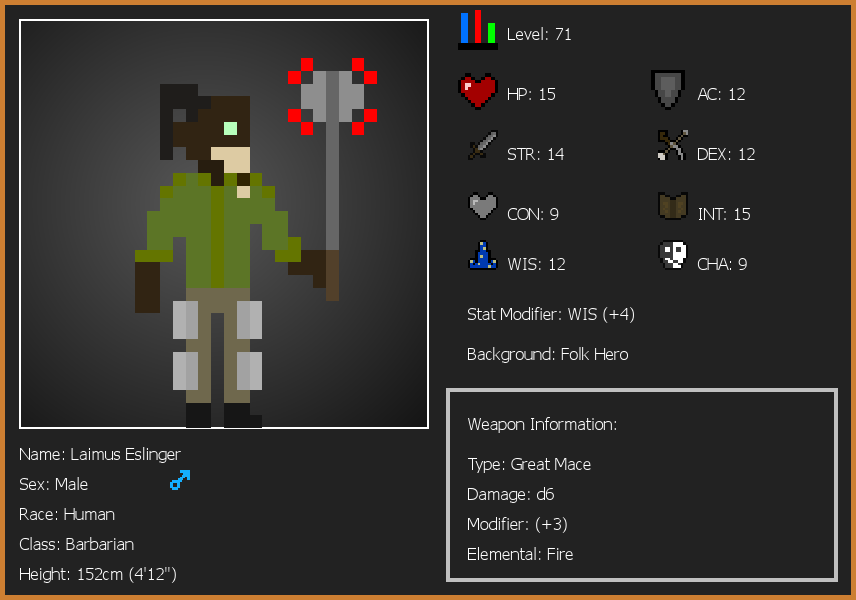 Level: 71
HP: 15
AC: 12
STR: 14
DEX: 12
CON: 9
INT: 15
WIS: 12
CHA: 9
Stat Modifier: WIS (+4)
Background: Folk Hero
Weapon Information:
Type: Great Mace
Damage: d6
Modifier: (+3)
Elemental: Fire
Name: Laimus Eslinger
Sex: Male
Race: Human
Class: Barbarian
Height: 152cm (4'12")